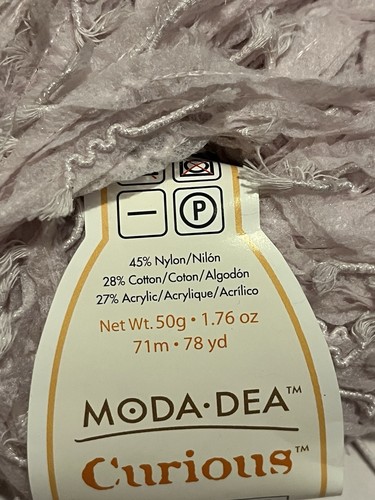 P
45% Nylon/Nilón
28% Cotton/Coton/Algodón
27% Acrylic/Acrylique/Acrílico
Net Wt. 50g • 1.76 oz
71m • 78 yd
MODA•DEA™
Curious™